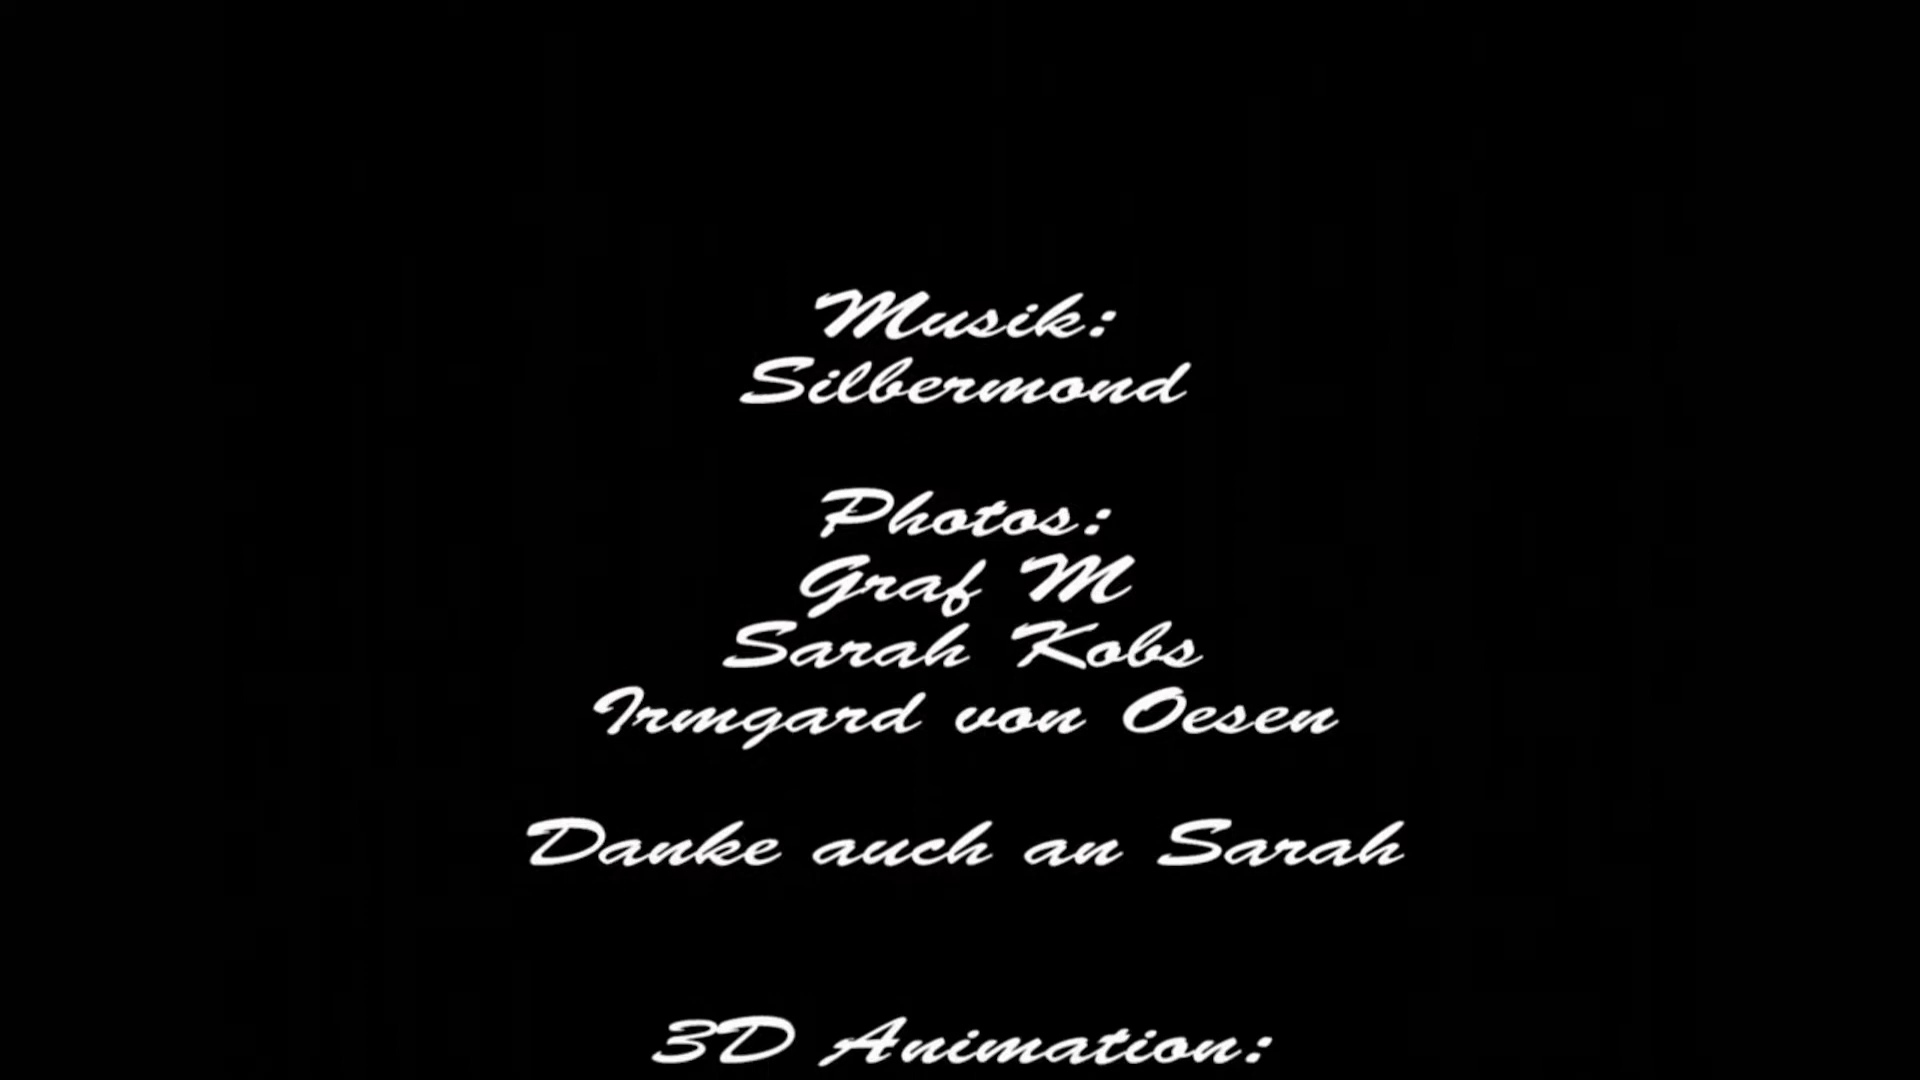 Musik:
Silbermond
Photos:
Graf M
Sarah Kobs
Irmgard von Oesen
Danke auch an Sarah
3D Animation: